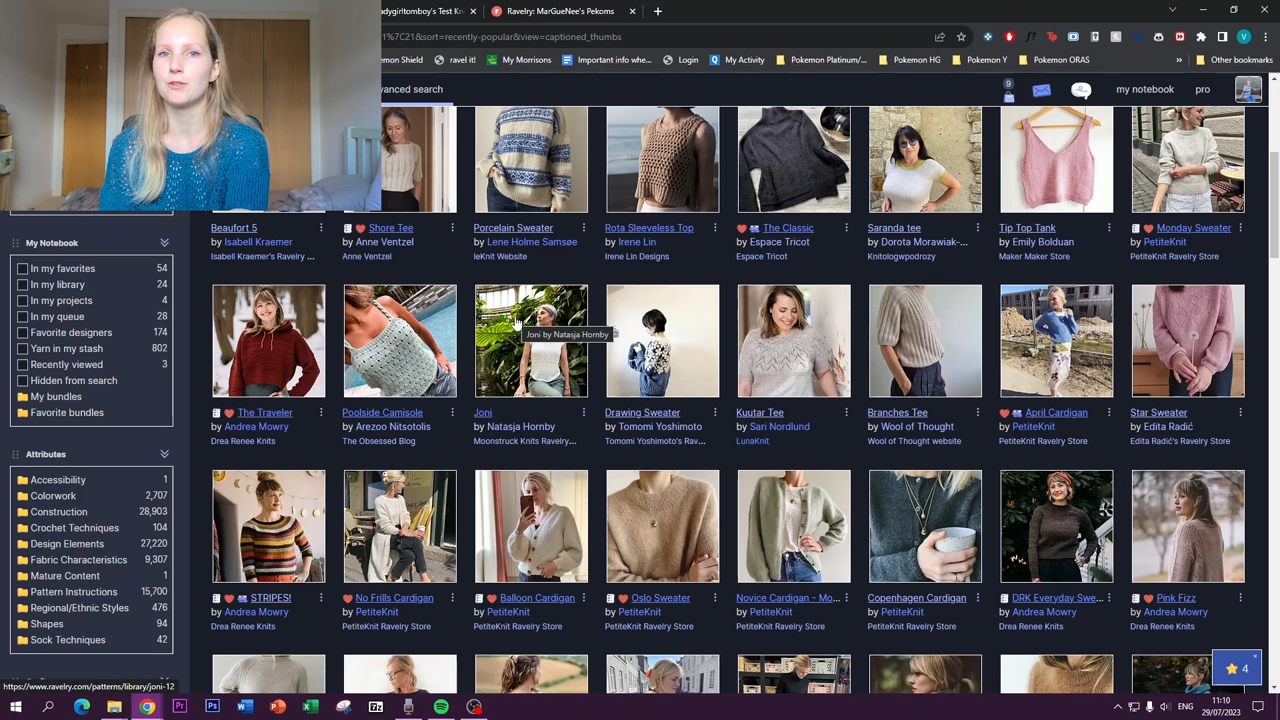 adygirltomboy's Test Kn
Ravelry: MarGueNee's Pekoms
1%7C21&sort=recently-popular&view=captioned_thumbs
Pokemon Shield
ravel it!
My Morrisons
Important info whe...
Login
My Activity
Pokemon Platinum/...
Pokemon HG
Pokemon Y
Pokemon ORAS
Other bookmarks
vanced search
9
my notebook
pro
My Notebook
In my favorites 54
In my library 24
In my projects 4
In my queue 28
Favorite designers 174
Yarn in my stash 802
Recently viewed 3
Hidden from search
My bundles
Favorite bundles
Attributes
Accessibility 1
Colorwork 2,707
Construction 28,903
Crochet Techniques 104
Design Elements 27,220
Fabric Characteristics 9,307
Mature Content 1
Pattern Instructions 15,700
Regional/Ethnic Styles 476
Shapes 94
Sock Techniques 42
Beaufort 5
by Isabell Kraemer
Isabell Kraemer's Ravelry ...
Shore Tee
by Anne Ventzel
Anne Ventzel
Porcelain Sweater
by Lene Holme Samsøe
leKnit Website
Rota Sleeveless Top
by Irene Lin
Irene Lin Designs
The Classic
by Espace Tricot
Espace Tricot
Saranda tee
by Dorota Morawiak-...
Knitologwpodrozy
Tip Top Tank
by Emily Bolduan
Maker Maker Store
Monday Sweater
by PetiteKnit
PetiteKnit Ravelry Store
Joni by Natasja Hornby
The Traveler
by Andrea Mowry
Drea Renee Knits
Poolside Camisole
by Arezoo Nitsotolis
The Obsessed Blog
Joni
by Natasja Hornby
Moonstruck Knits Ravelry...
Drawing Sweater
by Tomomi Yoshimoto
Tomomi Yoshimoto's Rav...
Kuutar Tee
by Sari Nordlund
LunaKnit
Branches Tee
by Wool of Thought
Wool of Thought website
April Cardigan
by PetiteKnit
PetiteKnit Ravelry Store
Star Sweater
by Edita Radić
Edita Radić's Ravelry Store
STRIPES!
by Andrea Mowry
Drea Renee Knits
No Frills Cardigan
by PetiteKnit
PetiteKnit Ravelry Store
Balloon Cardigan
by PetiteKnit
PetiteKnit Ravelry Store
Oslo Sweater
by PetiteKnit
PetiteKnit Ravelry Store
Novice Cardigan - Mo...
by PetiteKnit
PetiteKnit Ravelry Store
Copenhagen Cardigan
by PetiteKnit
PetiteKnit Ravelry Store
DRK Everyday Swe...
by Andrea Mowry
Drea Renee Knits
Pink Fizz
by Andrea Mowry
Drea Renee Knits
4
https://www.ravelry.com/patterns/library/joni-12
ENG
11:10
29/07/2023